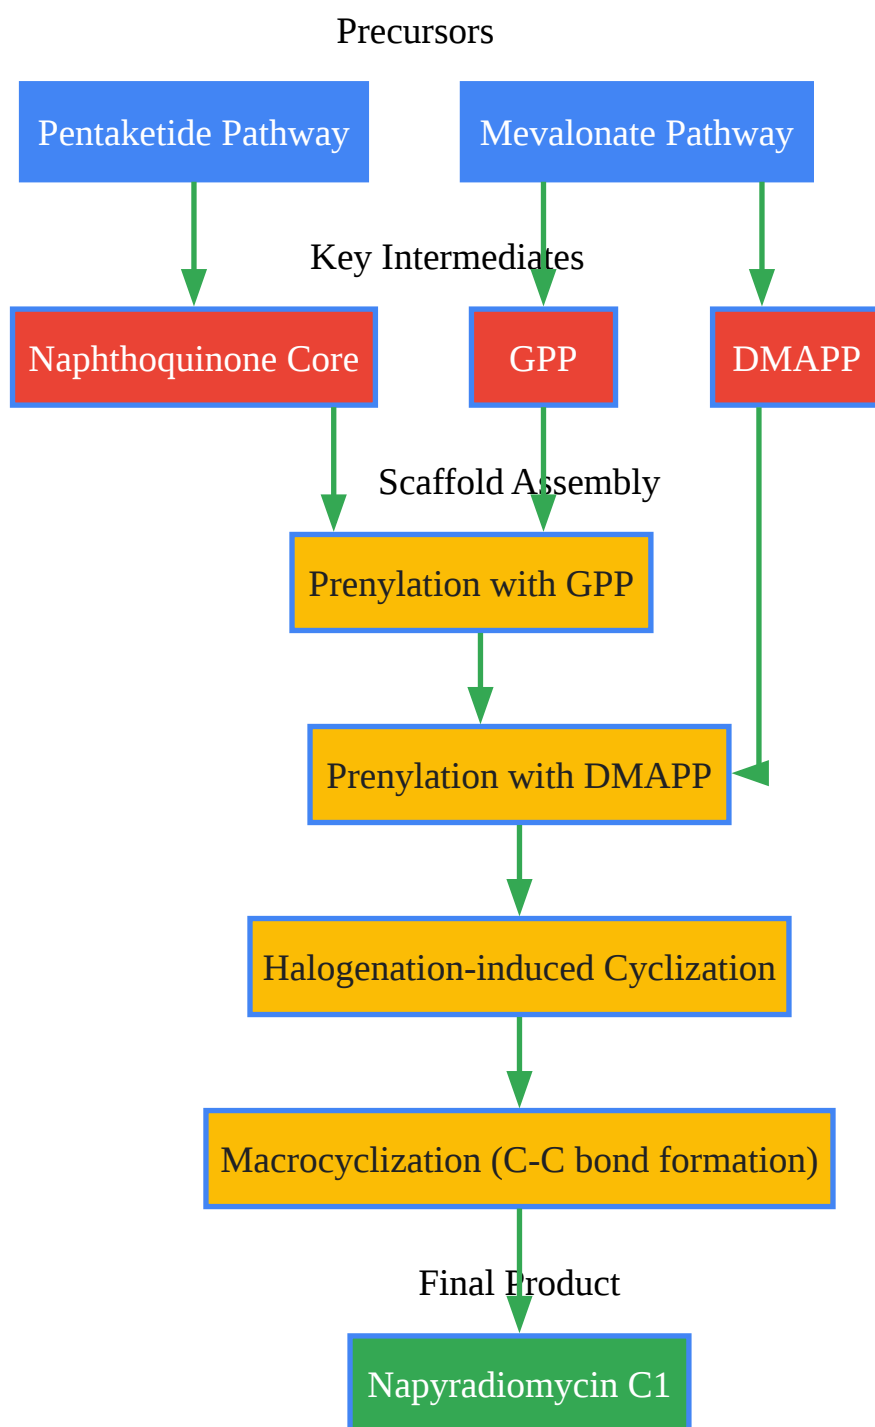 Precursors
Pentaketide Pathway
Mevalonate Pathway
Key Intermediates
Naphthoquinone Core
GPP
DMAPP
Scaffold Assembly
Prenylation with GPP
Prenylation with DMAPP
Halogenation-induced Cyclization
Macrocyclization (C-C bond formation)
Final Product
Napyradiomycin C1